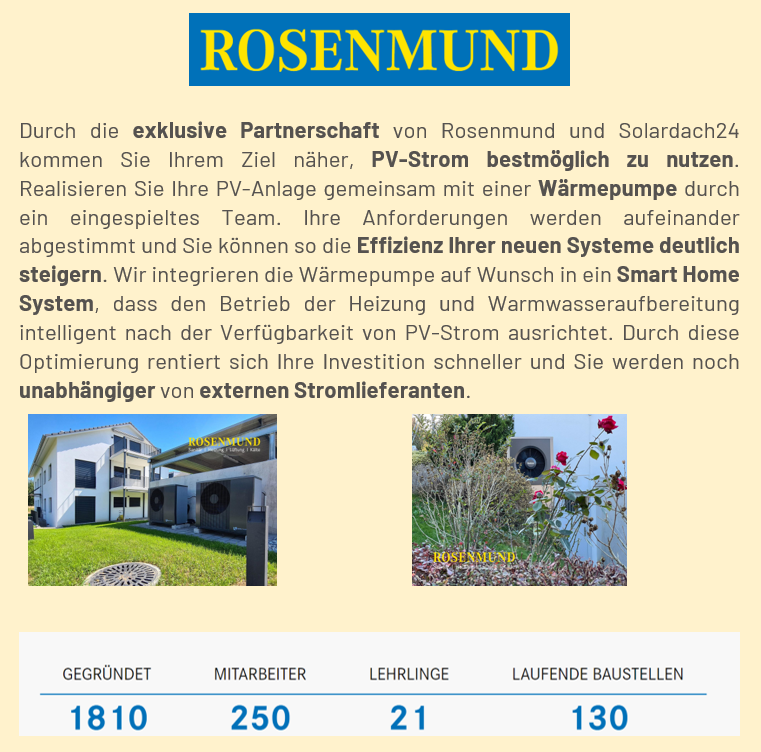 ROSENMUND
Durch die exklusive Partnerschaft von Rosenmund und Solardach24
kommen Sie Ihrem Ziel näher, PV-Strom bestmöglich zu nutzen.
Realisieren Sie Ihre PV-Anlage gemeinsam mit einer Wärmepumpe durch
ein eingespieltes Team. Ihre Anforderungen werden aufeinander
abgestimmt und Sie können so die Effizienz Ihrer neuen Systeme deutlich
steigern. Wir integrieren die Wärmepumpe auf Wunsch in ein Smart Home
System, dass den Betrieb der Heizung und Warmwasseraufbereitung
intelligent nach der Verfügbarkeit von PV-Strom ausrichtet. Durch diese
Optimierung rentiert sich Ihre Investition schneller und Sie werden noch
unabhängiger von externen Stromlieferanten.
ROSENMUND
ROSENMUND
GEGRÜNDET MITARBEITER LEHRLINGE LAUFENDE BAUSTELLEN
1810 250 21 130